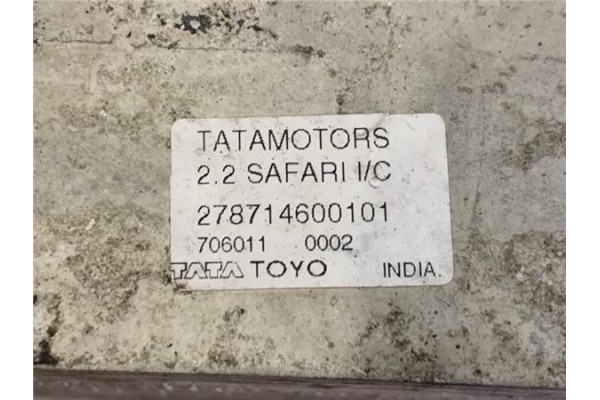 TATAMOTORS
2.2 SAFARI I/C
278714600101
706011 0002
TATA TOYO INDIA.